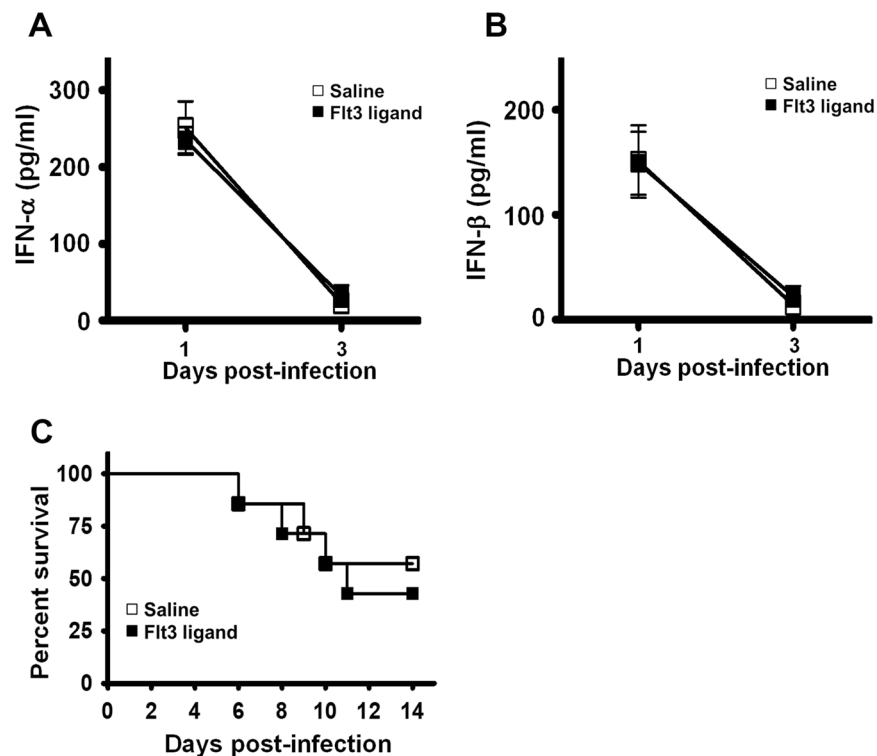 A
IFN-α (pg/ml)
300
200
100
0
Saline
Flt3 ligand
1
3
Days post-infection
B
IFN-β (pg/ml)
200
100
0
Saline
Flt3 ligand
1
3
Days post-infection
C
Percent survival
100
75
50
25
0
Saline
Flt3 ligand
0 2 4 6 8 10 12 14
Days post-infection